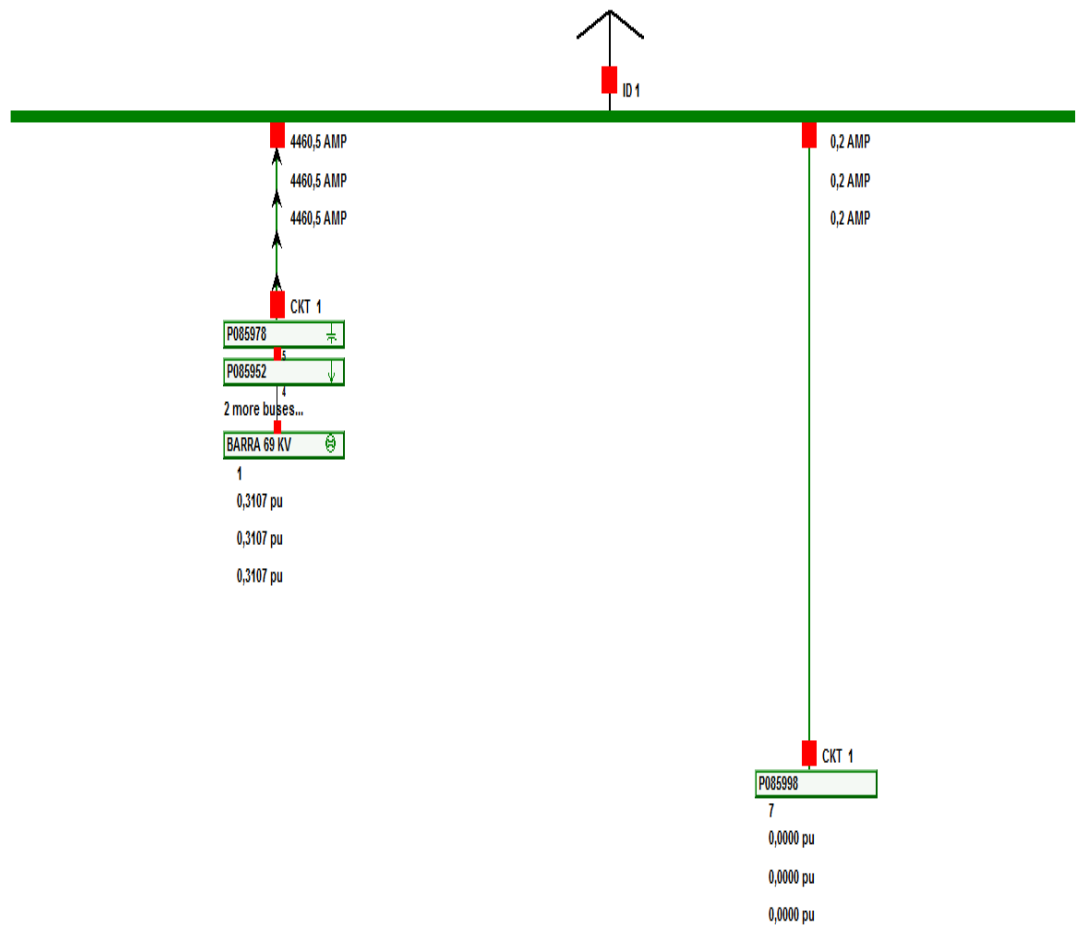 ID 1
4460,5 AMP
4460,5 AMP
4460,5 AMP
CKT 1
P085978
5
P085952
4
2 more buses...
BARRA 69 KV
1
0,3107 pu
0,3107 pu
0,3107 pu
0,2 AMP
0,2 AMP
0,2 AMP
CKT 1
P085998
7
0,0000 pu
0,0000 pu
0,0000 pu